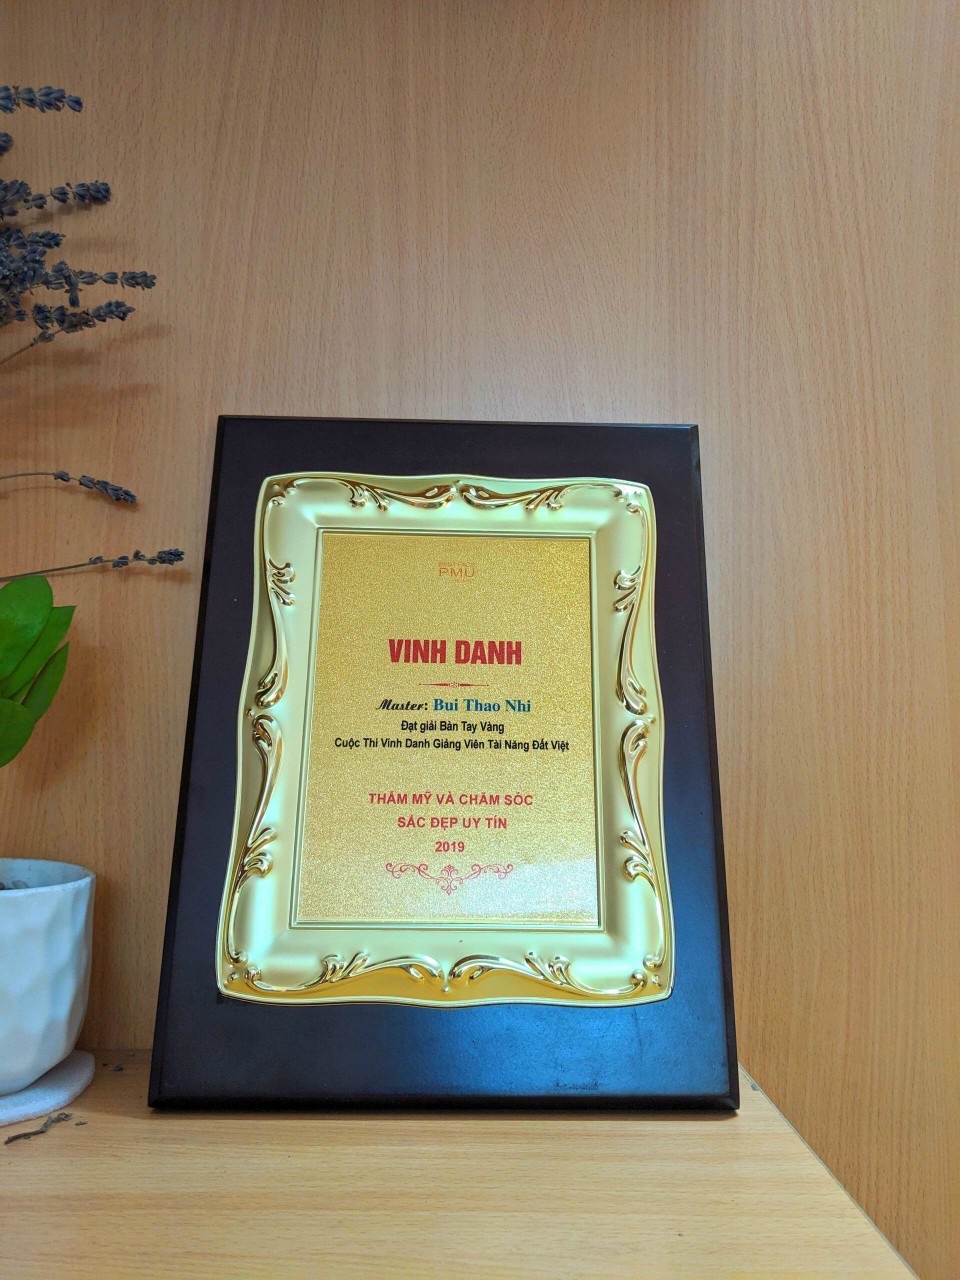 PMU
VINH DANH
Master: Bui Thao Nhi
Đạt giải Bàn Tay Vàng
Cuộc Thi Vinh Danh Giảng Viên Tài Năng Đất Việt
THẨM MỸ VÀ CHĂM SÓC
SẮC ĐẸP UY TÍN
2019